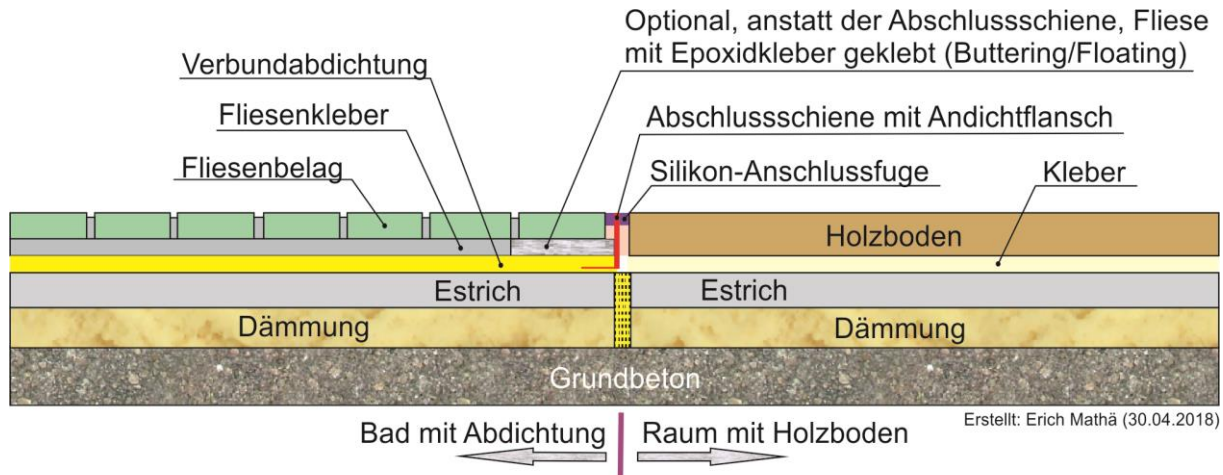 Optional, anstatt der Abschlussschiene, Fliese
mit Epoxidkleber geklebt (Buttering/Floating)
Verbundabdichtung
Fliesenkleber
Abschlussschiene mit Andichtflansch
Fliesenbelag
Silikon-Anschlussfuge
Kleber
Holzboden
Estrich
Estrich
Dämmung
Dämmung
Grundbeton
Erstellt: Erich Mathä (30.04.2018)
Bad mit Abdichtung
Raum mit Holzboden